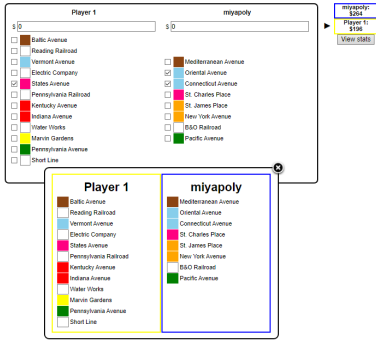 Player 1
miyapoly
$ 0
$ 0
Baltic Avenue
Reading Railroad
Vermont Avenue
Mediterranean Avenue
Electric Company
Oriental Avenue
States Avenue
Connecticut Avenue
Pennsylvania Railroad
St. Charles Place
Kentucky Avenue
St. James Place
Indiana Avenue
New York Avenue
Water Works
B&O Railroad
Marvin Gardens
Pacific Avenue
Pennsylvania Avenue
Short Line
miyapoly:
$264
Player 1:
$196
View stats
Player 1
Baltic Avenue
Reading Railroad
Vermont Avenue
Electric Company
States Avenue
Pennsylvania Railroad
Kentucky Avenue
Indiana Avenue
Water Works
Marvin Gardens
Pennsylvania Avenue
Short Line
miyapoly
Mediterranean Avenue
Oriental Avenue
Connecticut Avenue
St. Charles Place
St. James Place
New York Avenue
B&O Railroad
Pacific Avenue